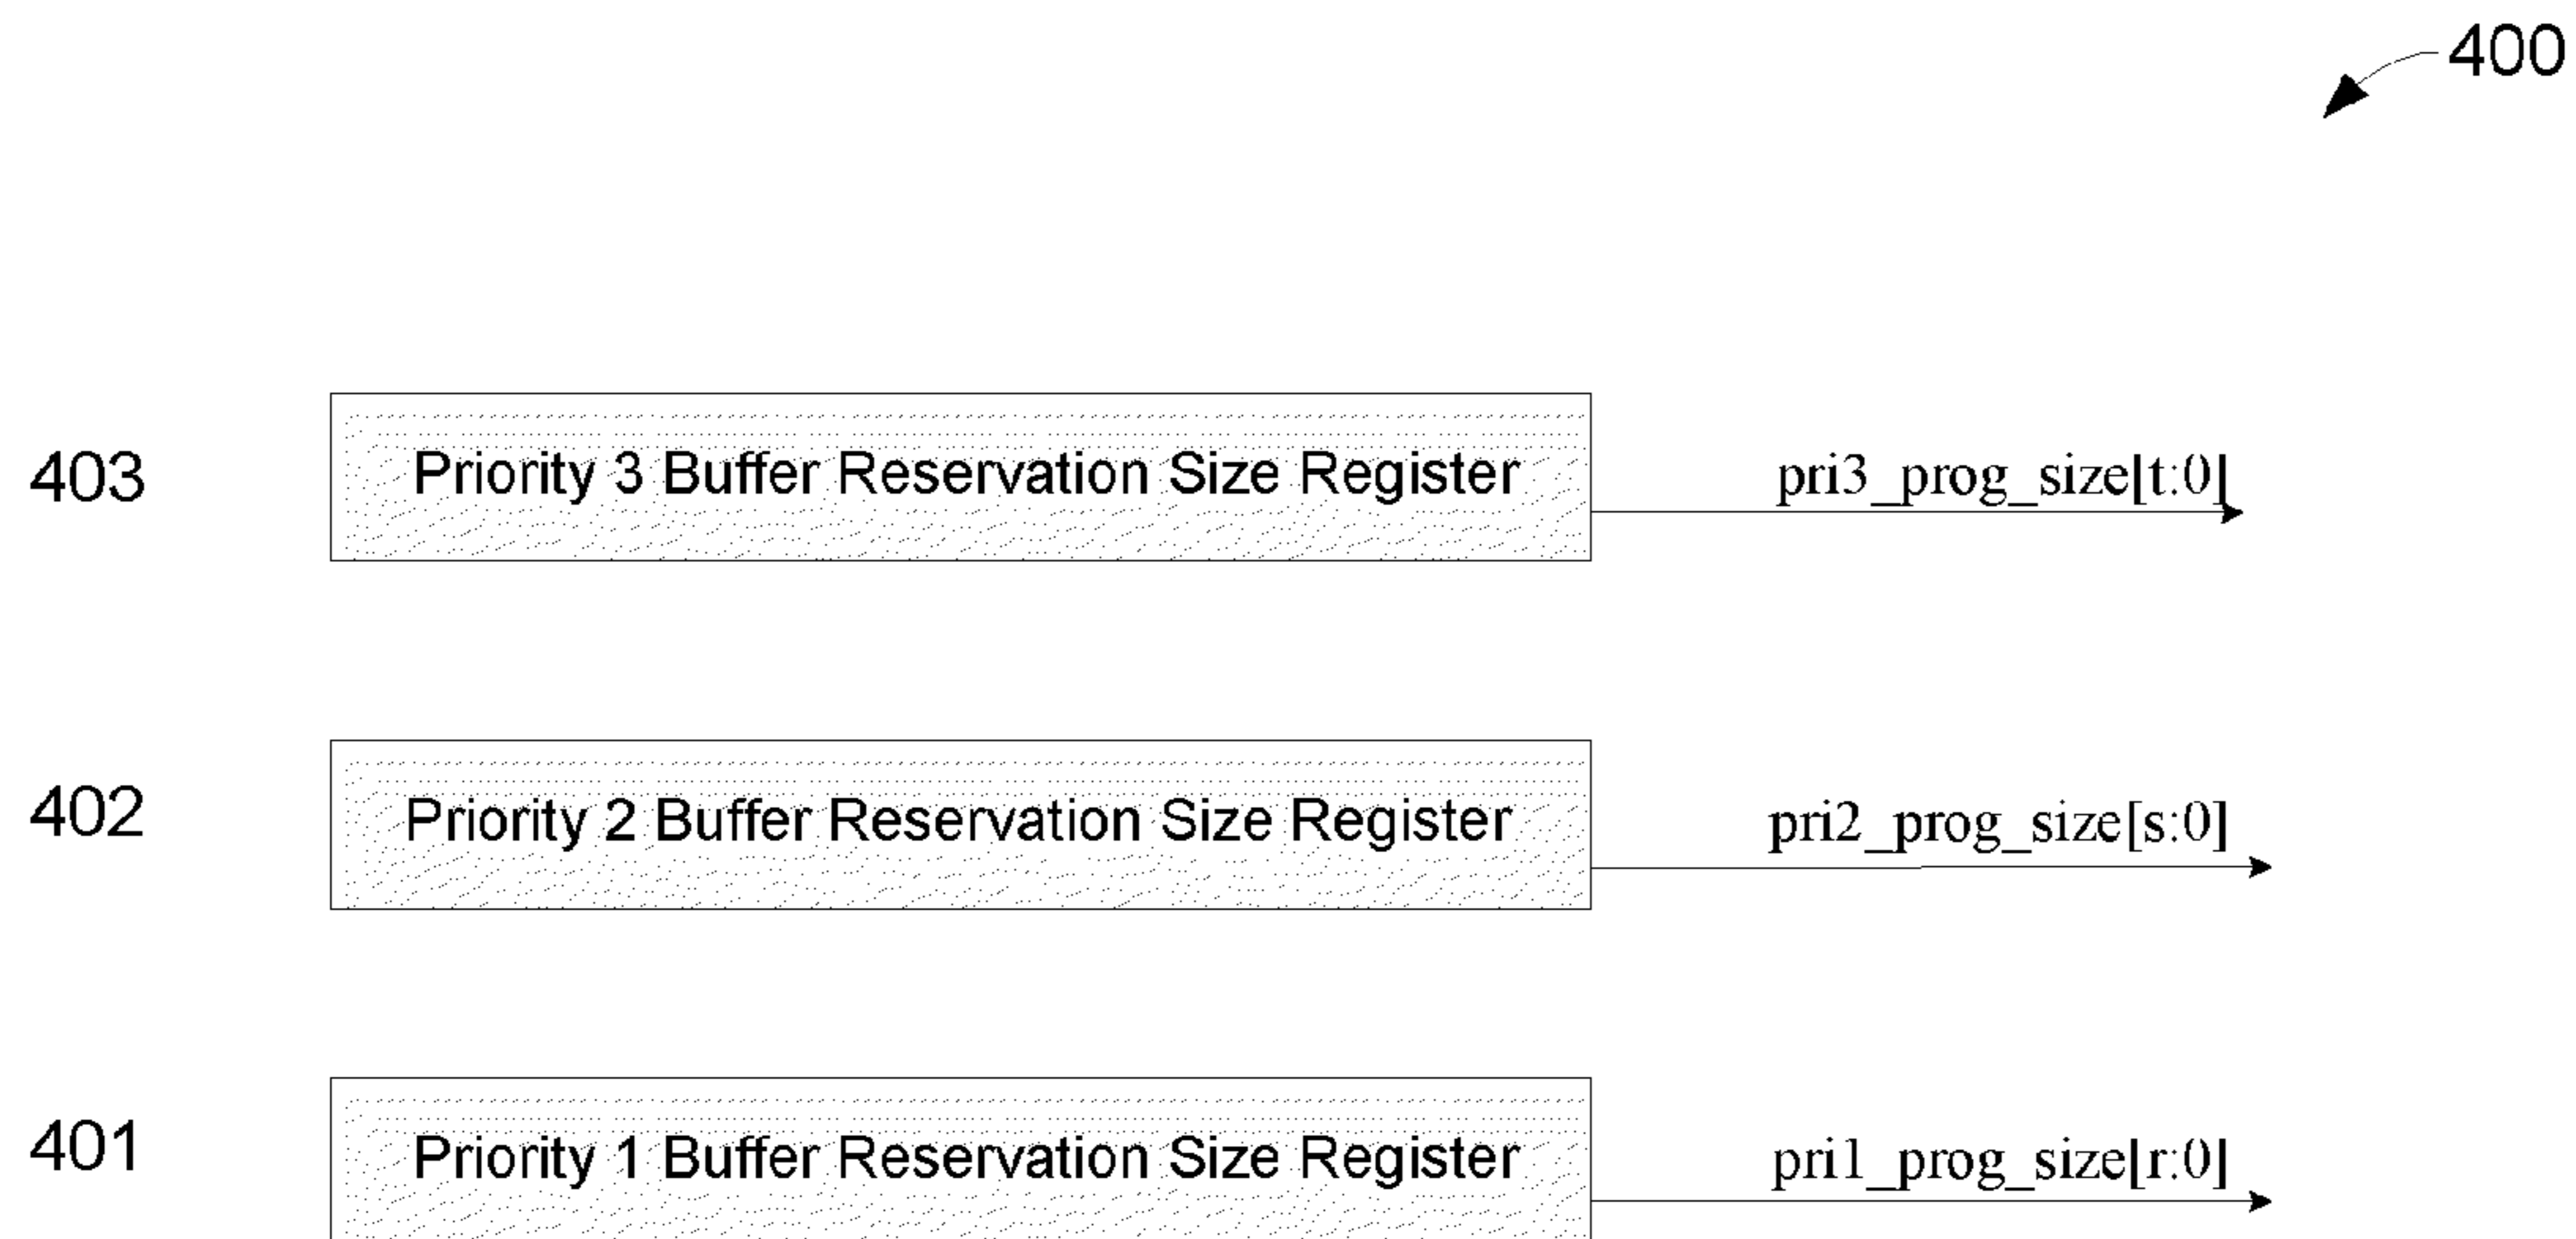 400
403 Priority 3 Buffer Reservation Size Register pri3_prog_size[t:0]
402 Priority 2 Buffer Reservation Size Register pri2_prog_size[s:0]
401 Priority 1 Buffer Reservation Size Register pri1_prog_size[r:0]